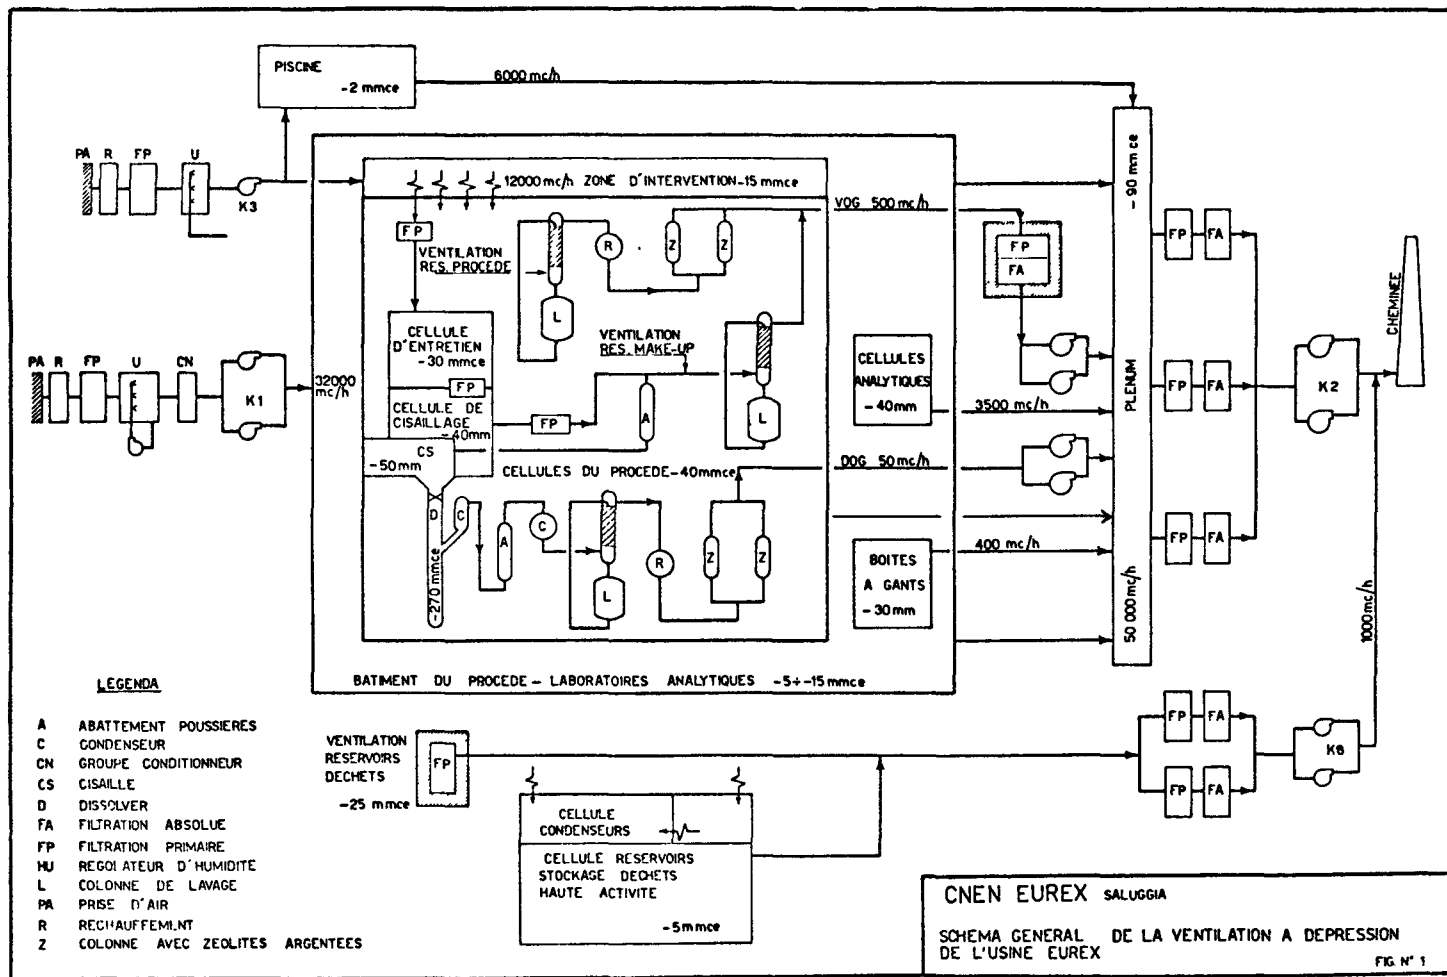 PISCINE
-2 mmce
6000 mc/h
PA R FP U
K3
12000 mc/h ZONE D'INTERVENTION -15 mmce
FP
VENTILATION
RES. PROCEDE
L
R
Z
Z
VOG 500 mc/h
FP
FA
-90 mm ce
PLENUM
50 000 mc/h
FP FA
CHEMINEE
CELLULE
D'ENTRETIEN
-30 mmce
FP
CELLULE DE
CISAILLAGE
-40mm
CS
-50mm
VENTILATION
RES. MAKE-UP
FP
A
L
CELLULES
ANALYTIQUES
-40mm
3500 mc/h
FP FA
K2
PA R FP U CN
K1
32000
mc/h
CELLULES DU PROCEDE -40mmce
DOG 50 mc/h
D
-270 mmce
C
A
C
L
R
Z
Z
400 mc/h
BOITES
A GANTS
-30 mm
FP FA
1000 mc/h
BATIMENT DU PROCEDE - LABORATOIRES ANALYTIQUES -5÷-15mmce
LEGENDA
A ABATTEMENT POUSSIERES
C CONDENSEUR
CN GROUPE CONDITIONNEUR
CS CISAILLE
D DISSOLVER
FA FILTRATION ABSOLUE
FP FILTRATION PRIMAIRE
HU REGOLATEUR D'HUMIDITE
L COLONNE DE LAVAGE
PA PRISE D'AIR
R RECHAUFFEMENT
Z COLONNE AVEC ZEOLITES ARGENTEES
VENTILATION
RESERVOIRS
DECHETS
-25 mmce
FP
FP FA
FP FA
K8
CELLULE
CONDENSEURS
CELLULE RESERVOIRS
STOCKAGE DECHETS
HAUTE ACTIVITE
-5mmce
CNEN EUREX SALUGGIA
SCHEMA GENERAL DE LA VENTILATION A DEPRESSION
DE L'USINE EUREX
FIG. N° 1